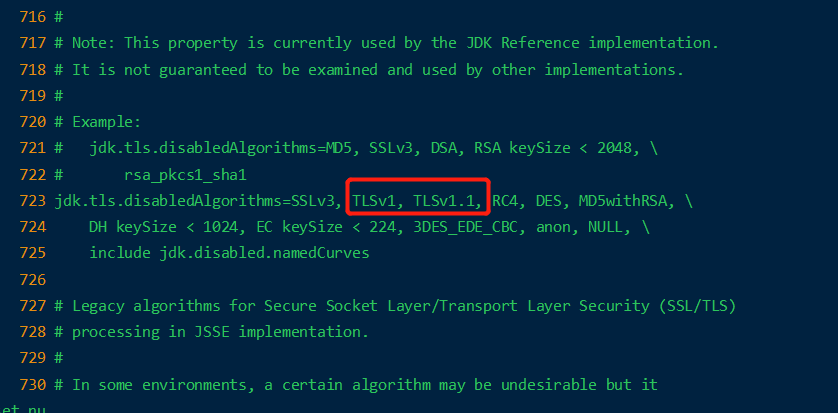 716 #
717 # Note: This property is currently used by the JDK Reference implementation.
718 # It is not guaranteed to be examined and used by other implementations.
719 #
720 # Example:
721 #   jdk.tls.disabledAlgorithms=MD5, SSLv3, DSA, RSA keySize < 2048, \
722 #       rsa_pkcs1_sha1
723 jdk.tls.disabledAlgorithms=SSLv3, TLSv1, TLSv1.1, RC4, DES, MD5withRSA, \
724     DH keySize < 1024, EC keySize < 224, 3DES_EDE_CBC, anon, NULL, \
725     include jdk.disabled.namedCurves
726
727 # Legacy algorithms for Secure Socket Layer/Transport Layer Security (SSL/TLS)
728 # processing in JSSE implementation.
729 #
730 # In some environments, a certain algorithm may be undesirable but it
et nu